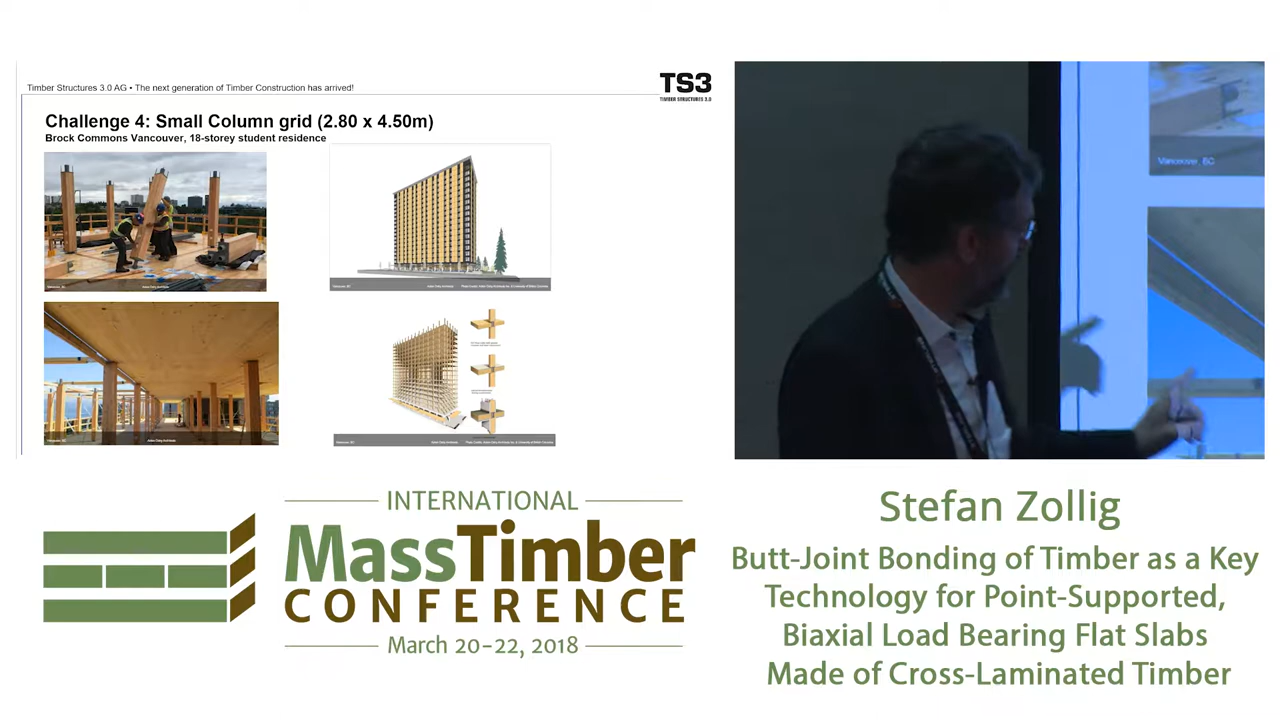 Timber Structures 3.0 AG • The next generation of Timber Construction has arrived!
TS3
TIMBER STRUCTURES 3.0
Challenge 4: Small Column grid (2.80 x 4.50m)
Brock Commons Vancouver, 18-storey student residence
Vancouver, BC
INTERNATIONAL
MassTimber
CONFERENCE
March 20-22, 2018
Stefan Zollig
Butt-Joint Bonding of Timber as a Key
Technology for Point-Supported,
Biaxial Load Bearing Flat Slabs
Made of Cross-Laminated Timber